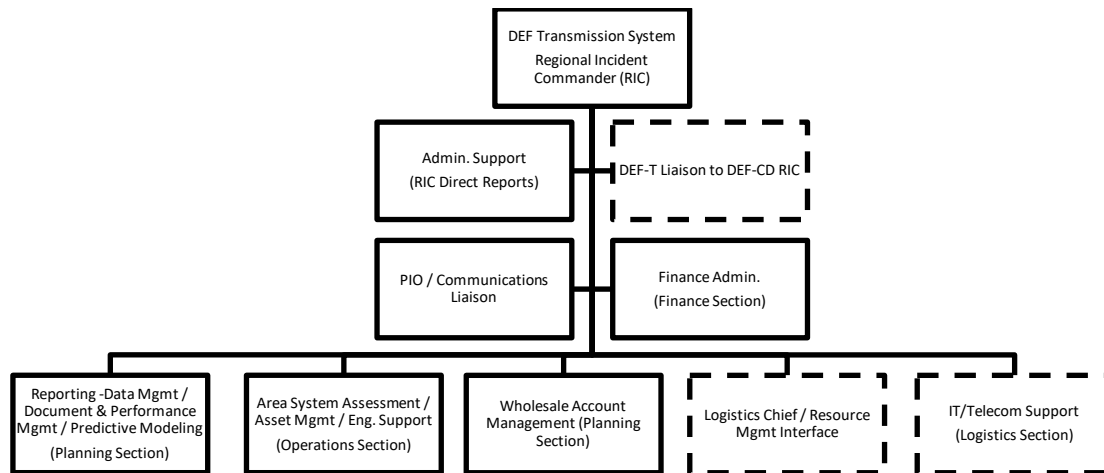 DEF Transmission System
Regional Incident
Commander (RIC)
Admin. Support
(RIC Direct Reports)
DEF-T Liaison to DEF-CD RIC
PIO / Communications
Liaison
Finance Admin.
(Finance Section)
Reporting -Data Mgmt /
Document & Performance
Mgmt / Predictive Modeling
(Planning Section)
Area System Assessment /
Asset Mgmt / Eng. Support
(Operations Section)
Wholesale Account
Management (Planning
Section)
Logistics Chief / Resource
Mgmt Interface
IT/Telecom Support
(Logistics Section)